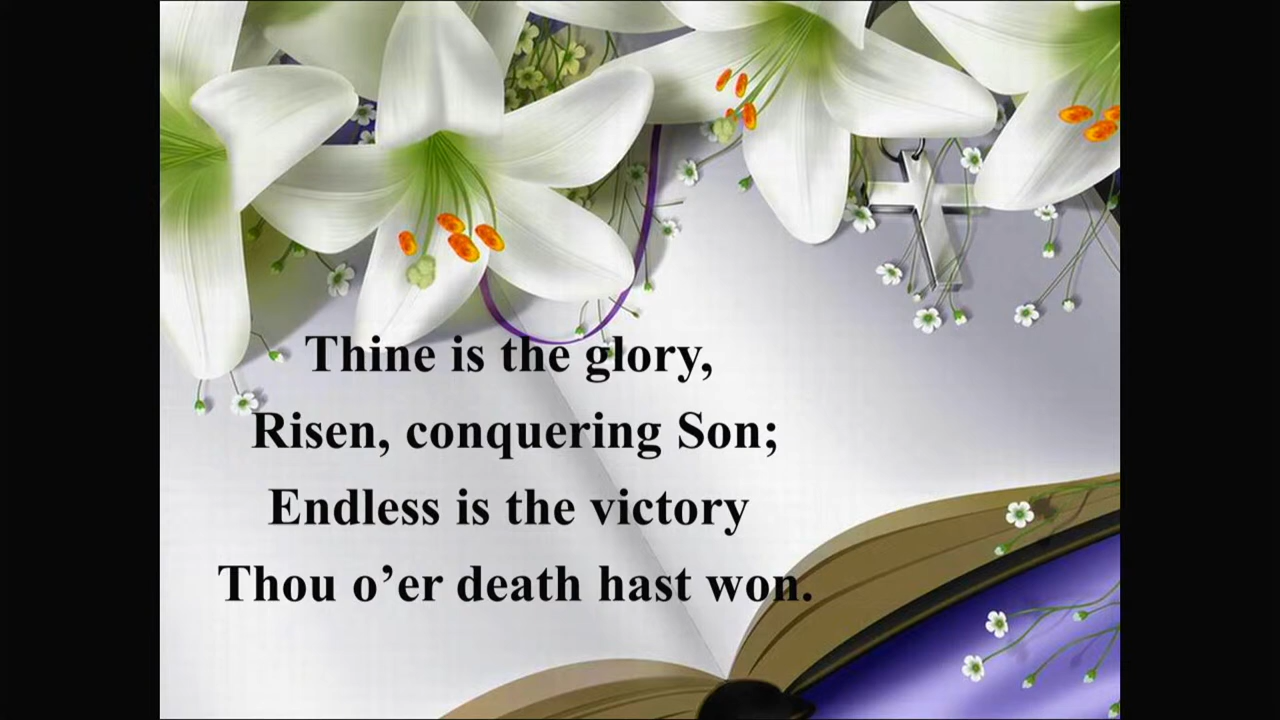 Thine is the glory,
Risen, conquering Son;
Endless is the victory
Thou o’er death hast won.